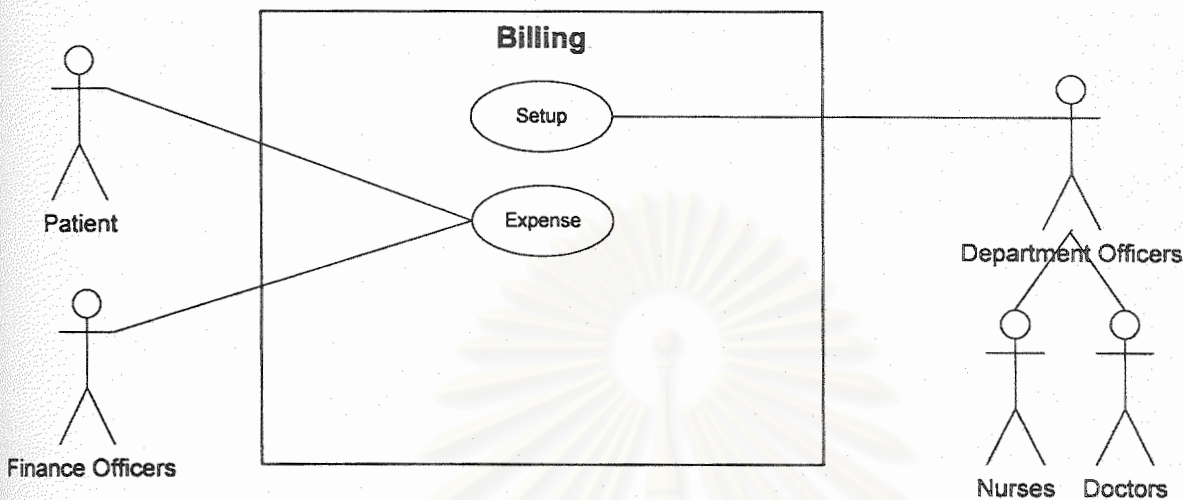 Billing
Setup
Expense
Patient
Finance Officers
Department Officers
Nurses
Doctors